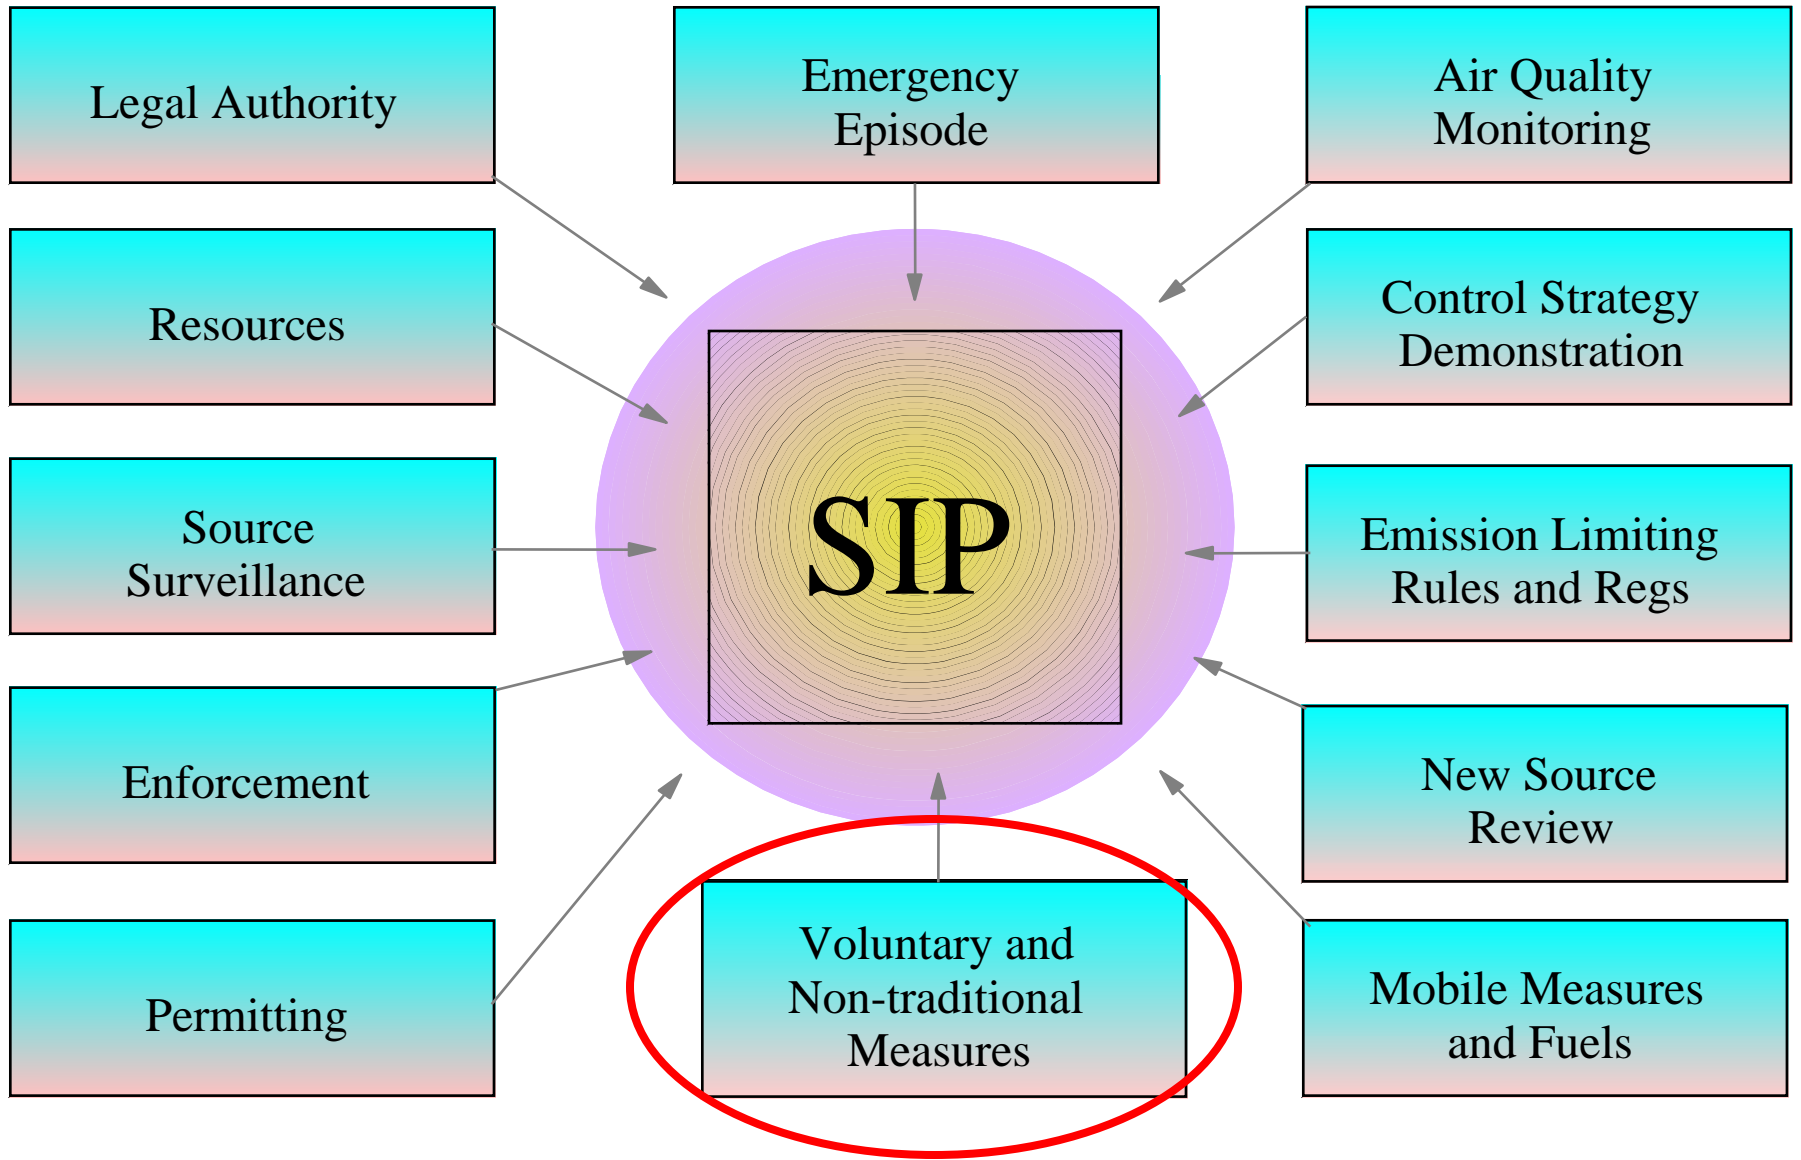 Legal Authority
Emergency
Episode
Air Quality
Monitoring
Resources
Control Strategy
Demonstration
Source
Surveillance
SIP
Emission Limiting
Rules and Regs
Enforcement
New Source
Review
Permitting
Voluntary and
Non-traditional
Measures
Mobile Measures
and Fuels